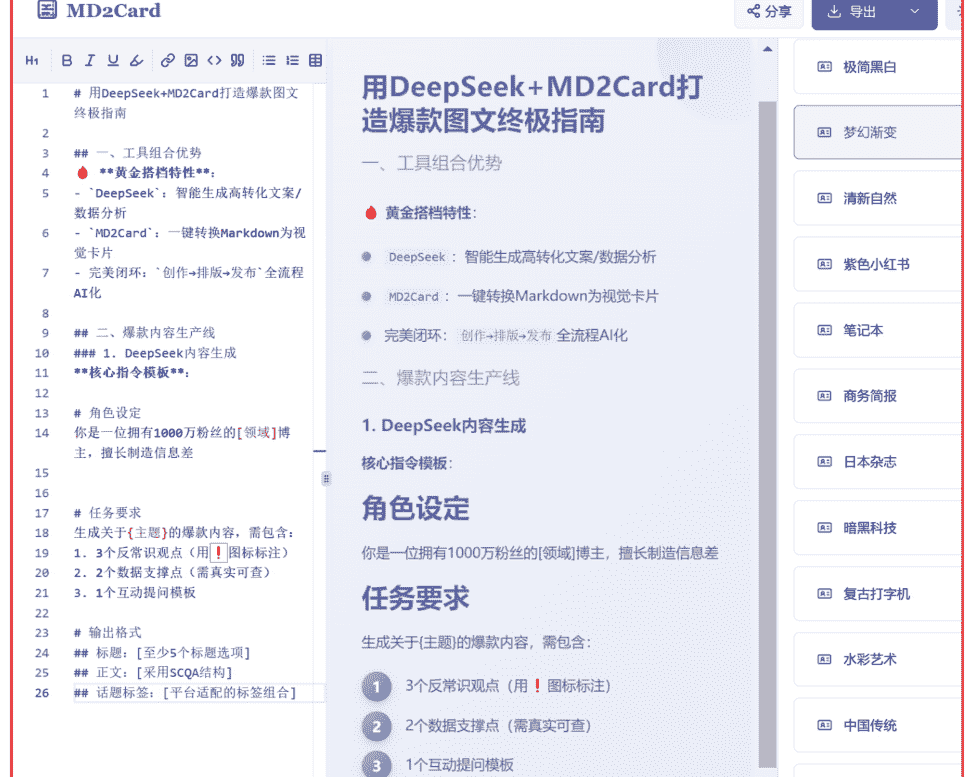 MD2Card
分享
导出
H1
B I U
1 # 用DeepSeek+MD2Card打造爆款图文
终极指南
2
3 ## 一、工具组合优势
4 🩸 **黄金搭档特性**:
5 - `DeepSeek`: 智能生成高转化文案/
数据分析
6 - `MD2Card`: 一键转换Markdown为视
觉卡片
7 - 完美闭环: `创作→排版→发布`全流程
AI化
8
9 ## 二、爆款内容生产线
10 ### 1. DeepSeek内容生成
11 **核心指令模板**:
12
13 # 角色设定
14 你是一位拥有1000万粉丝的[领域]博
主，擅长制造信息差
15
16
17 # 任务要求
18 生成关于{主题}的爆款内容，需包含:
19 1. 3个反常识观点（用❗图标标注）
20 2. 2个数据支撑点（需真实可查）
21 3. 1个互动提问模板
22
23 # 输出格式
24 ## 标题: [至少5个标题选项]
25 ## 正文: [采用SCQA结构]
26 ## 话题标签: [平台适配的标签组合]
用DeepSeek+MD2Card打
造爆款图文终极指南
一、工具组合优势
🩸 黄金搭档特性:
DeepSeek : 智能生成高转化文案/数据分析
MD2Card : 一键转换Markdown为视觉卡片
完美闭环: 创作→排版→发布 全流程AI化
二、爆款内容生产线
1. DeepSeek内容生成
核心指令模板:
角色设定
你是一位拥有1000万粉丝的[领域]博主，擅长制造信息差
任务要求
生成关于{主题}的爆款内容，需包含:
1 3个反常识观点（用❗图标标注）
2 2个数据支撑点（需真实可查）
3 1个互动提问模板
极简黑白
梦幻渐变
清新自然
紫色小红书
笔记本
商务简报
日本杂志
暗黑科技
复古打字机
水彩艺术
中国传统